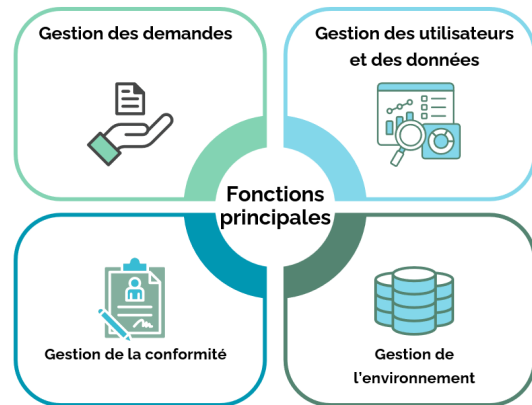 Gestion des demandes
Gestion des utilisateurs
et des données
Fonctions
principales
Gestion de la conformité
Gestion de
l'environnement